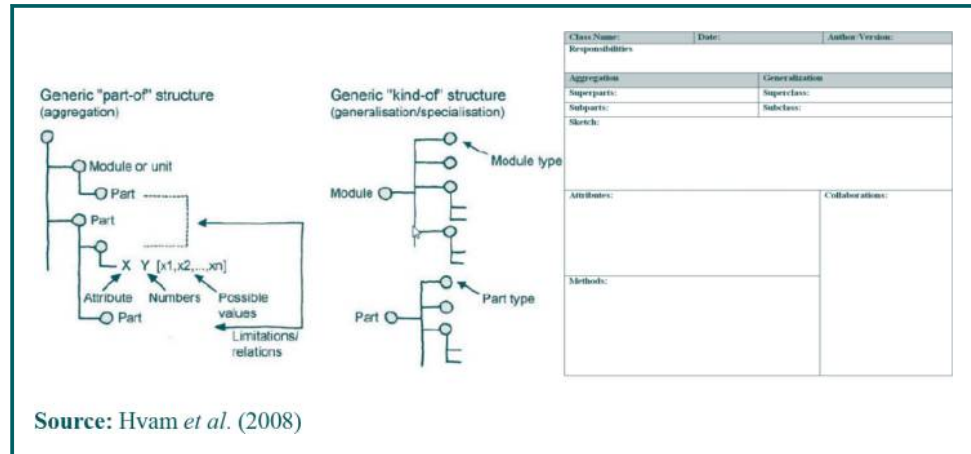 Generic "part-of" structure
(aggregation)
Module or unit
Part
Part
X Y [x1,x2,...,xn]
Attribute Numbers Possible
values
Part
Limitations/
relations
Generic "kind-of" structure
(generalisation/specialisation)
Module type
Module
Part type
Part
Class Name: Date: Author/Version:
Responsibilities
Aggregation Generalization
Superparts: Superclass:
Subparts: Subclass:
Sketch:
Attributes: Collaborations:
Methods:
Source: Hvam et al. (2008)